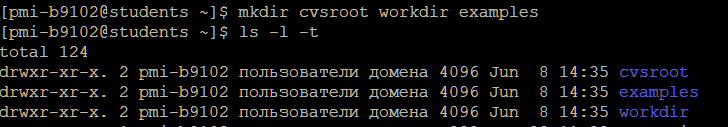 [pmi-b9102@students ~]$ mkdir cvsroot workdir examples
[pmi-b9102@students ~]$ ls -l -t
total 124
drwxr-xr-x. 2 pmi-b9102 пользователи домена 4096 Jun  8 14:35 cvsroot
drwxr-xr-x. 2 pmi-b9102 пользователи домена 4096 Jun  8 14:35 examples
drwxr-xr-x. 2 pmi-b9102 пользователи домена 4096 Jun  8 14:35 workdir